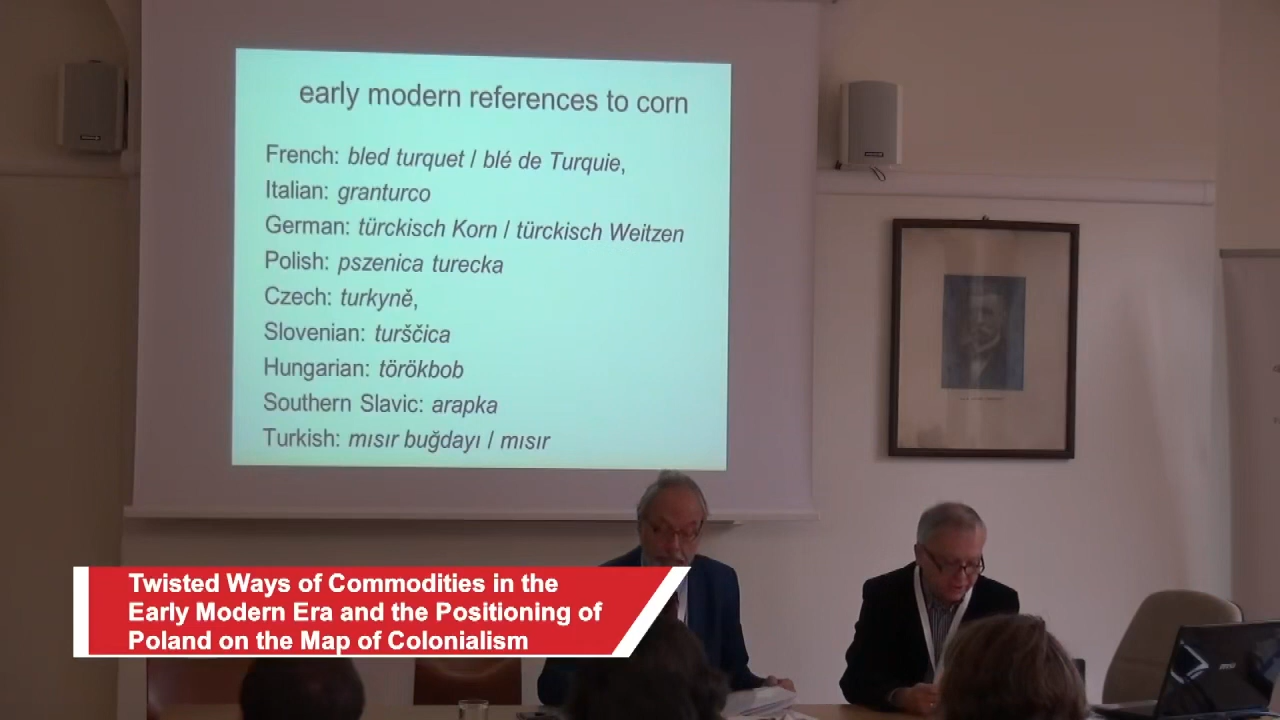 early modern references to corn
French: bled turquet / blé de Turquie,
Italian: granturco
German: türckisch Korn / türckisch Weitzen
Polish: pszenica turecka
Czech: turkyně,
Slovenian: turščica
Hungarian: törökbob
Southern Slavic: arapka
Turkish: mısır buğdayı / mısır
Twisted Ways of Commodities in the
Early Modern Era and the Positioning of
Poland on the Map of Colonialism
msi